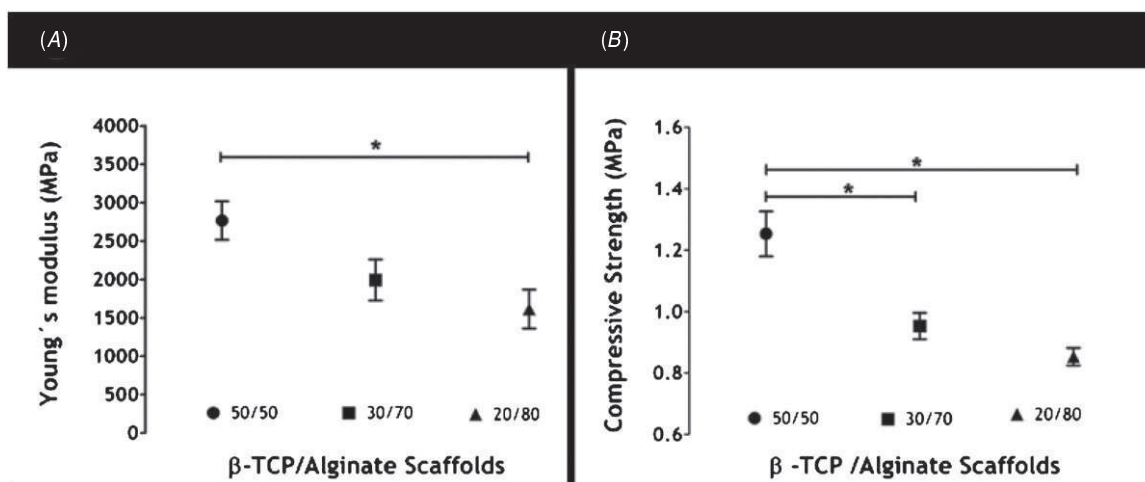 (A)
Young´s modulus (MPa)
4000
3500
3000
2500
2000
1500
1000
500
0
*
50/50 30/70 20/80
β-TCP/Alginate Scaffolds
(B)
Compressive Strength (MPa)
1.6
1.4
1.2
1.0
0.8
0.6
*
*
50/50 30/70 20/80
β -TCP /Alginate Scaffolds